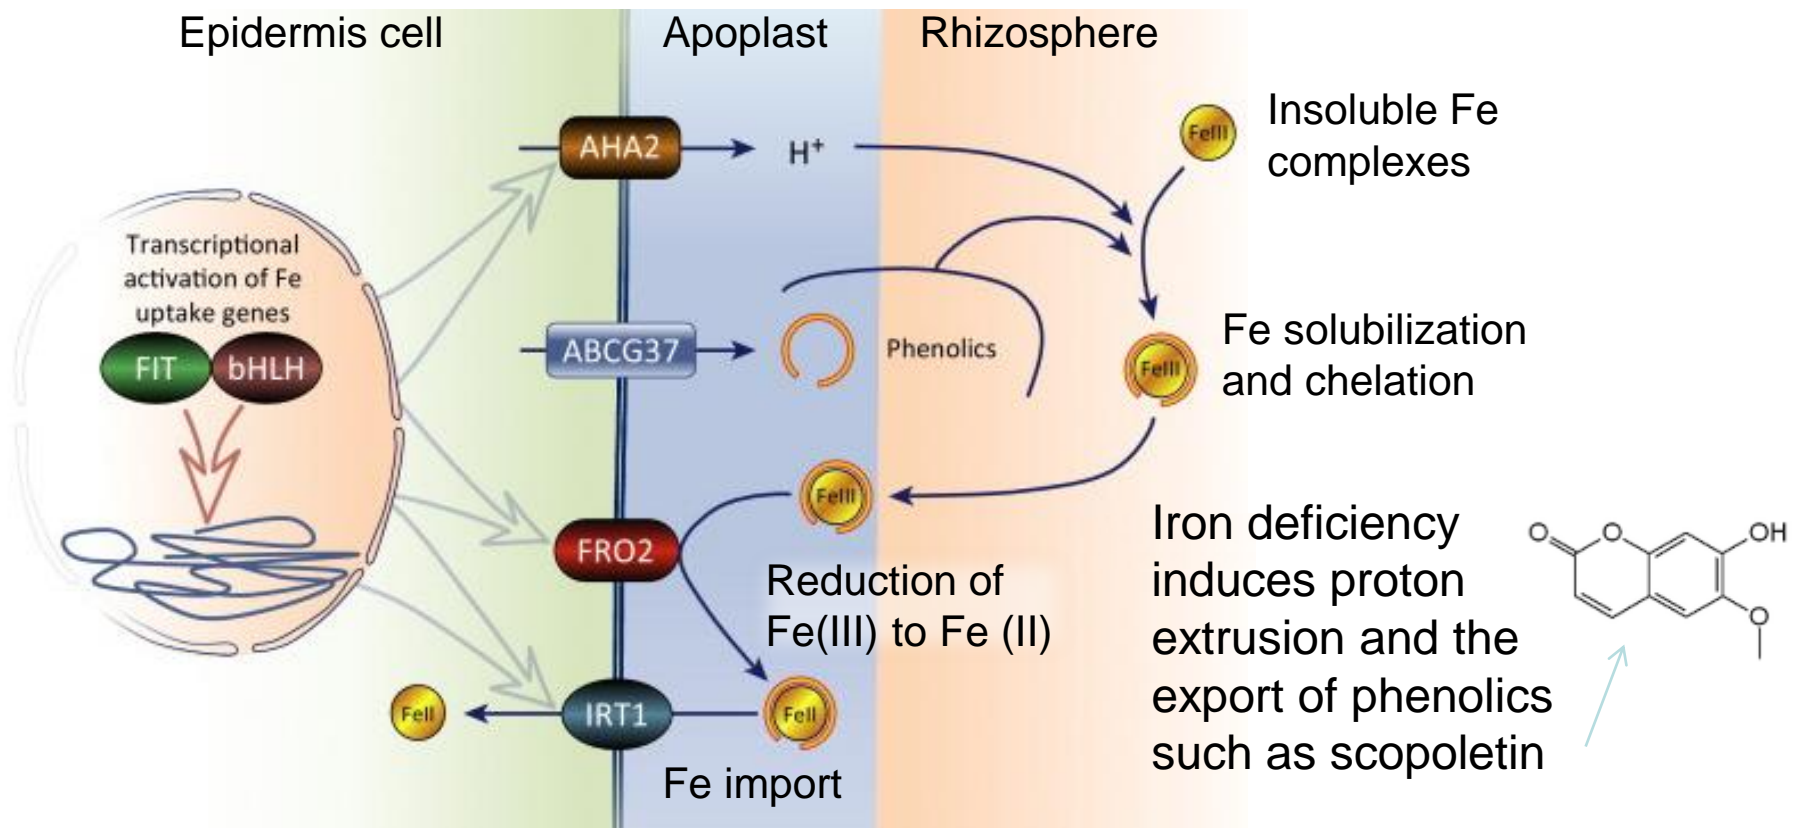 Epidermis cell
Apoplast
Rhizosphere
AHA2
H⁺
FeIII
Insoluble Fe
complexes
Transcriptional
activation of Fe
uptake genes
FIT
bHLH
ABCG37
Phenolics
FeIII
Fe solubilization
and chelation
FeIII
FRO2
Reduction of
Fe(III) to Fe (II)
Iron deficiency
induces proton
extrusion and the
export of phenolics
such as scopoletin
O
O
OH
O
FeII
IRT1
FeII
Fe import